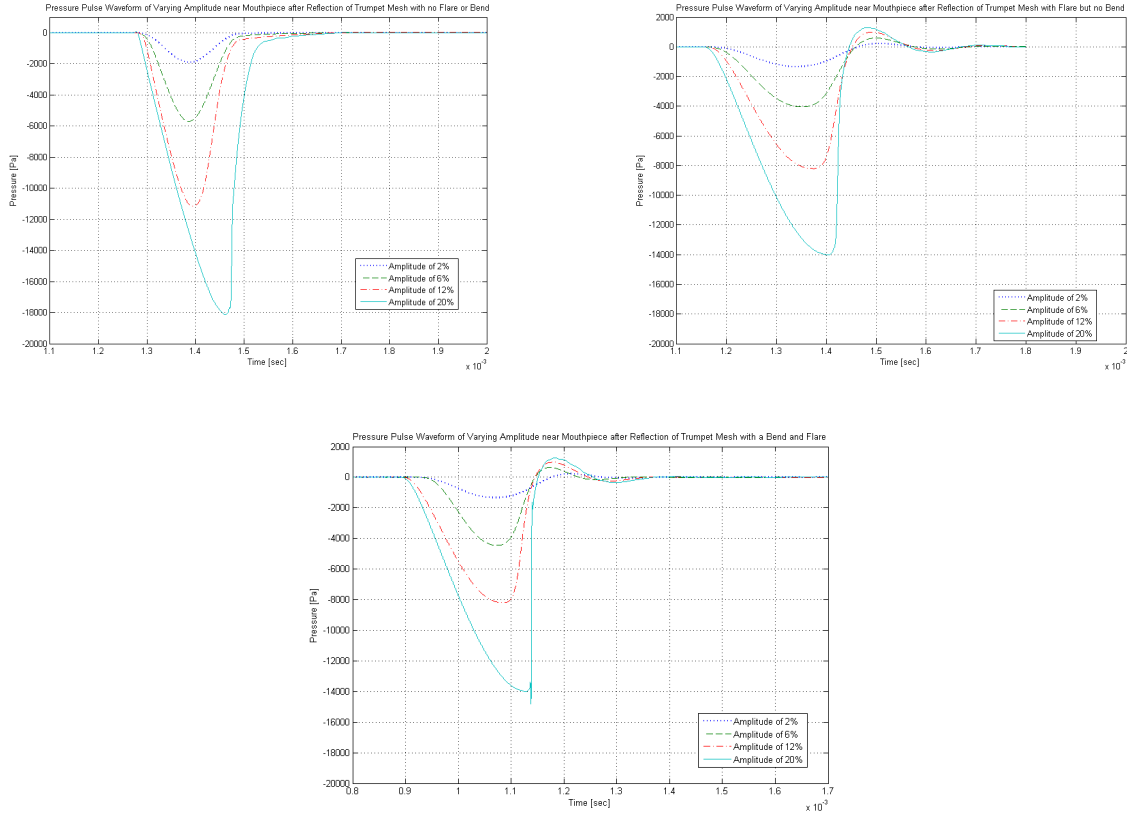 Pressure Pulse Waveform of Varying Amplitude near Mouthpiece after Reflection of Trumpet Mesh with no Flare or Bend
0
-2000
-4000
-6000
-8000
-10000
-12000
-14000
-16000
-18000
-20000
Pressure [Pa]
Amplitude of 2%
Amplitude of 6%
Amplitude of 12%
Amplitude of 20%
1.1 1.2 1.3 1.4 1.5 1.6 1.7 1.8 1.9 2
Time [sec]
x 10⁻³
Pressure Pulse Waveform of Varying Amplitude near Mouthpiece after Reflection of Trumpet Mesh with Flare but no Bend
2000
0
-2000
-4000
-6000
-8000
-10000
-12000
-14000
-16000
-18000
-20000
Pressure [Pa]
Amplitude of 2%
Amplitude of 6%
Amplitude of 12%
Amplitude of 20%
1.1 1.2 1.3 1.4 1.5 1.6 1.7 1.8 1.9 2
Time [sec]
x 10⁻³
Pressure Pulse Waveform of Varying Amplitude near Mouthpiece after Reflection of Trumpet Mesh with a Bend and Flare
2000
0
-2000
-4000
-6000
-8000
-10000
-12000
-14000
-16000
-18000
-20000
Pressure [Pa]
Amplitude of 2%
Amplitude of 6%
Amplitude of 12%
Amplitude of 20%
0.8 0.9 1 1.1 1.2 1.3 1.4 1.5 1.6 1.7
Time [sec]
x 10⁻³